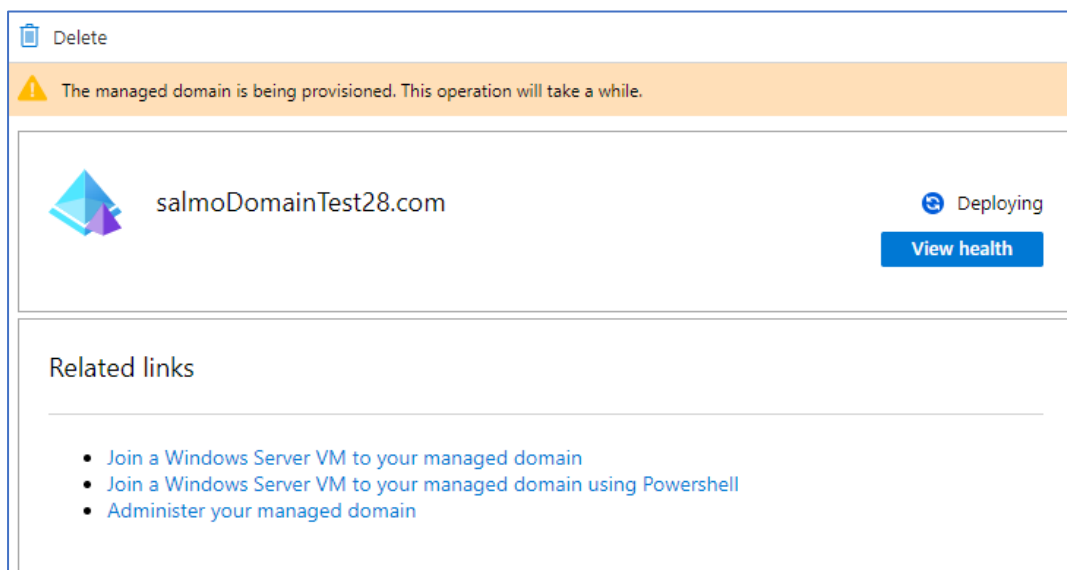 Delete
The managed domain is being provisioned. This operation will take a while.
salmoDomainTest28.com
Deploying
View health
Related links
Join a Windows Server VM to your managed domain
Join a Windows Server VM to your managed domain using Powershell
Administer your managed domain